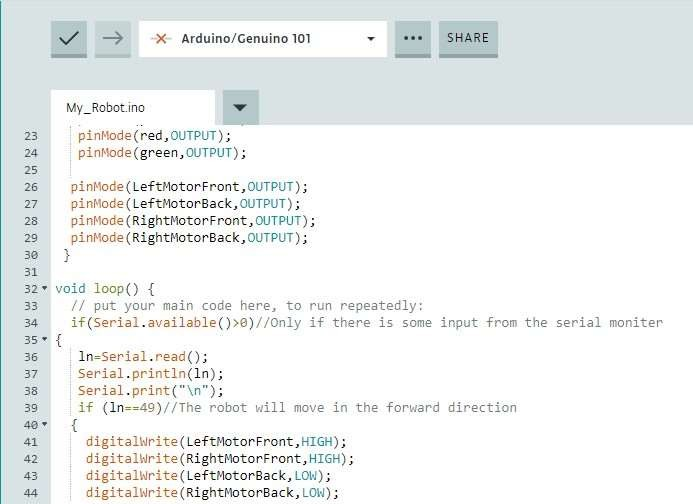 Arduino/Genuino 101
SHARE
My_Robot.ino
23 pinMode(red,OUTPUT);
24 pinMode(green,OUTPUT);
25
26 pinMode(LeftMotorFront,OUTPUT);
27 pinMode(LeftMotorBack,OUTPUT);
28 pinMode(RightMotorFront,OUTPUT);
29 pinMode(RightMotorBack,OUTPUT);
30 }
31
32 void loop() {
33 // put your main code here, to run repeatedly:
34 if(Serial.available()>0)//Only if there is some input from the serial moniter
35 {
36 ln=Serial.read();
37 Serial.println(ln);
38 Serial.print("\n");
39 if (ln==49)//The robot will move in the forward direction
40 {
41 digitalWrite(LeftMotorFront,HIGH);
42 digitalWrite(RightMotorFront,HIGH);
43 digitalWrite(LeftMotorBack,LOW);
44 digitalWrite(RightMotorBack,LOW);